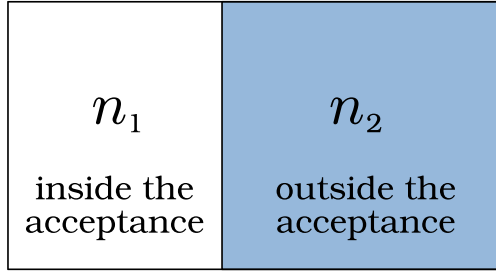 n₁ n₂
inside the outside the
acceptance acceptance